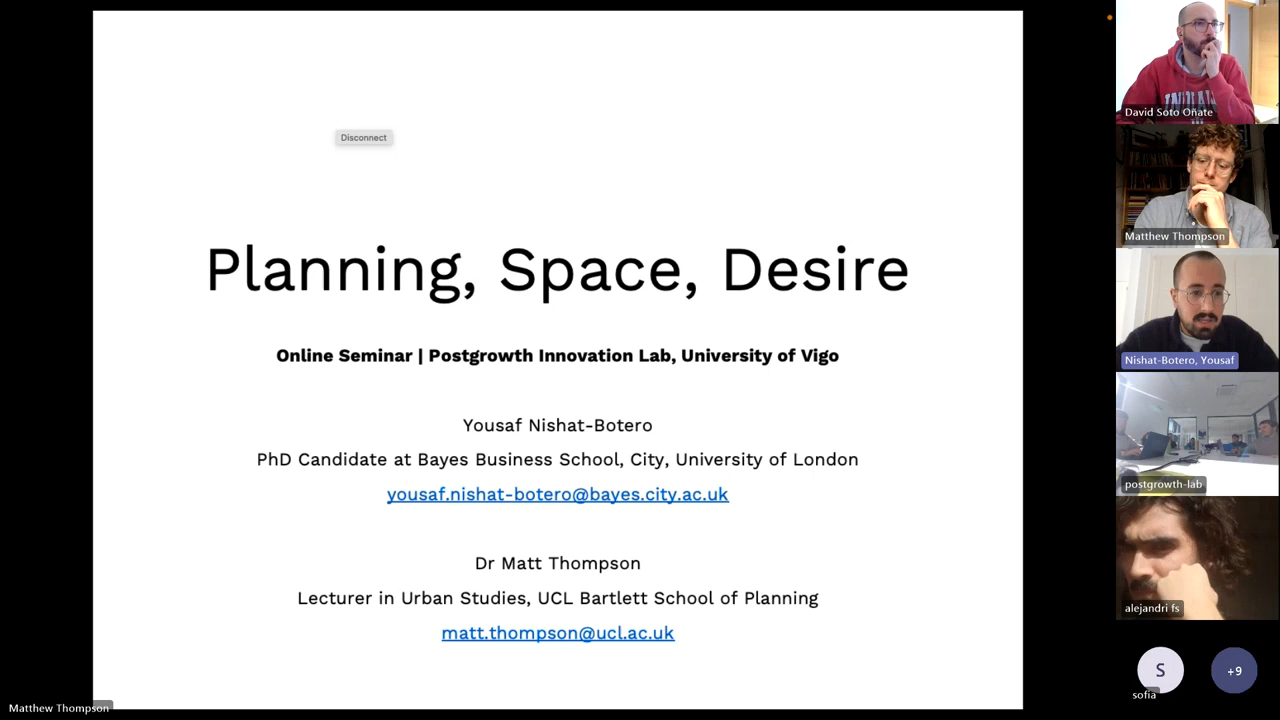 Disconnect
Planning, Space, Desire
Online Seminar | Postgrowth Innovation Lab, University of Vigo
Yousaf Nishat-Botero
PhD Candidate at Bayes Business School, City, University of London
yousaf.nishat-botero@bayes.city.ac.uk
Dr Matt Thompson
Lecturer in Urban Studies, UCL Bartlett School of Planning
matt.thompson@ucl.ac.uk
Matthew Thompson
David Soto Oñate
Matthew Thompson
Nishat-Botero, Yousaf
postgrowth-lab
alejandri fs
S
sofia
+9